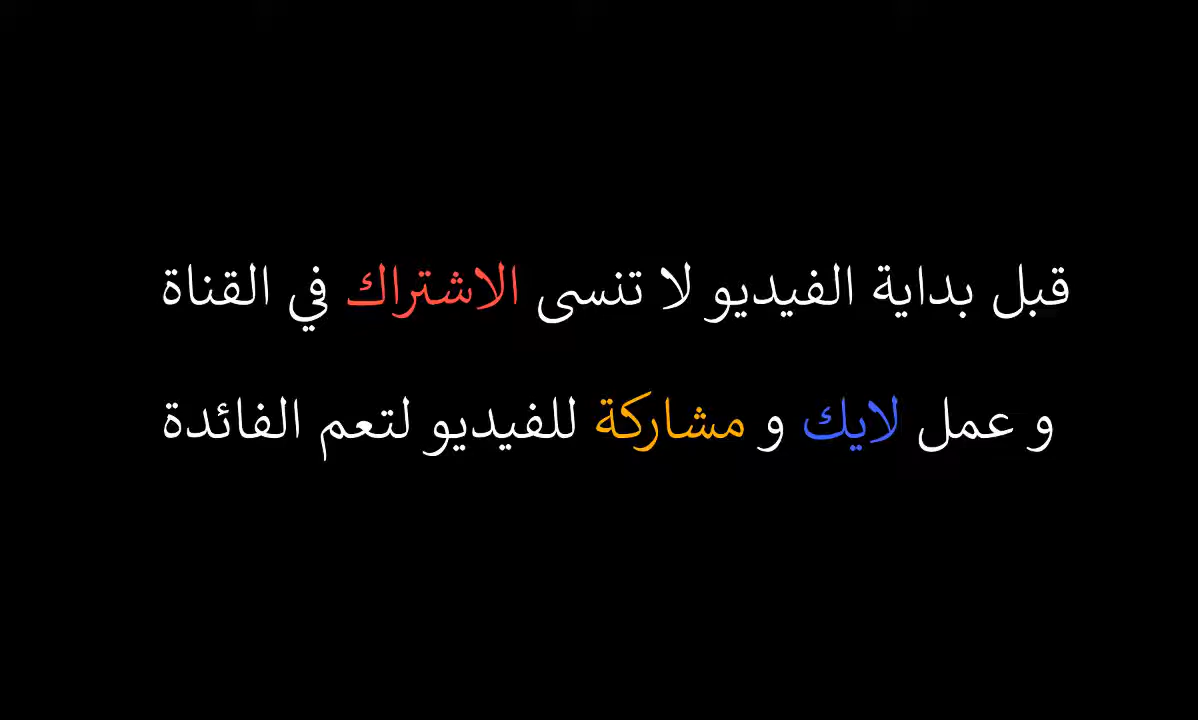 قبل بداية الفيديو لا تنسى الاشتراك في القناة
و عمل لايك و مشاركة للفيديو لتعم الفائدة